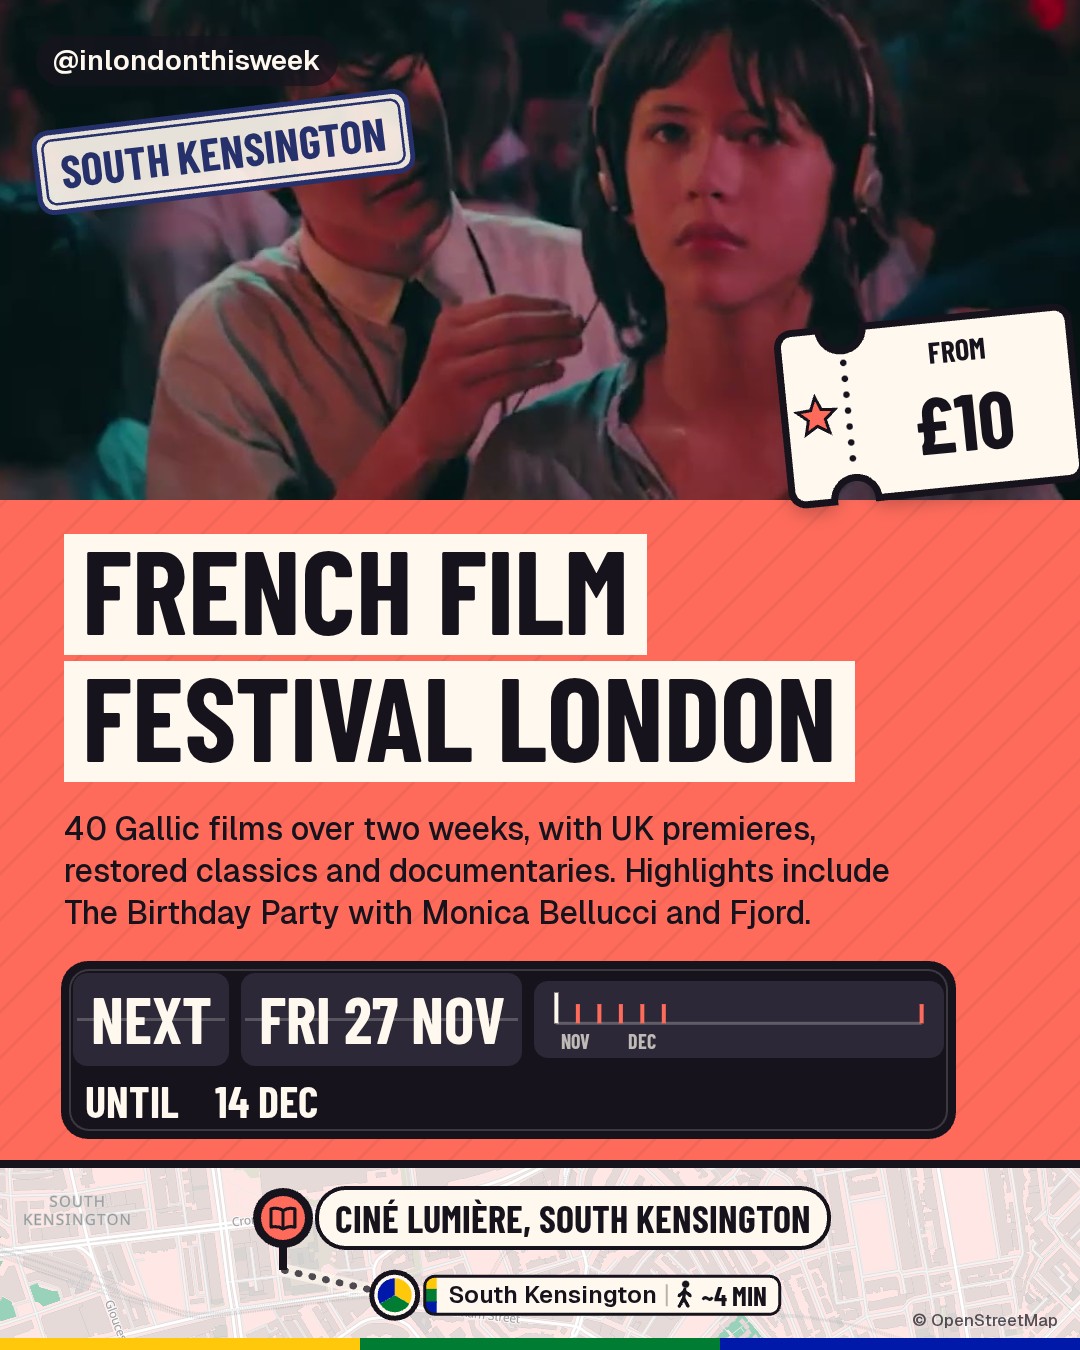 @inlondonthisweek
SOUTH KENSINGTON
FROM
£10
FRENCH FILM
FESTIVAL LONDON
40 Gallic films over two weeks, with UK premieres,
restored classics and documentaries. Highlights include
The Birthday Party with Monica Bellucci and Fjord.
NEXT
FRI 27 NOV
NOV DEC
UNTIL 14 DEC
SOUTH
KENSINGTON
CINÉ LUMIÈRE, SOUTH KENSINGTON
South Kensington
~4 MIN
© OpenStreetMap